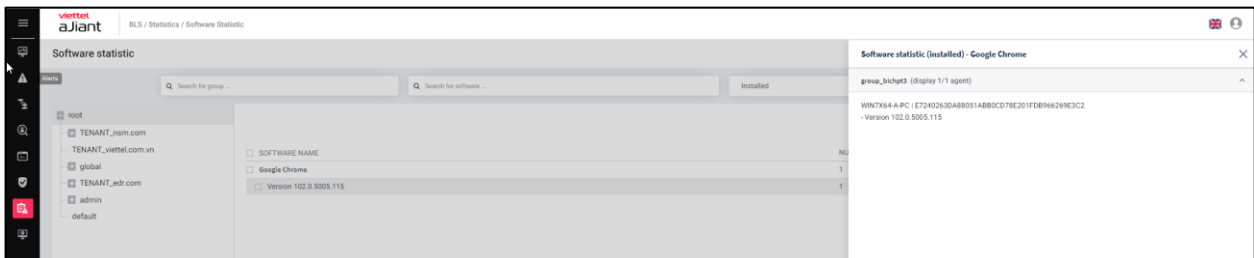 viettel
aJiant
BLS / Statistics / Software Statistic
Software statistic
Alerts
Search for group ...
Search for software ...
Installed
root
TENANT_nsm.com
TENANT_viettel.com.vn
global
TENANT_edr.com
admin
default
SOFTWARE NAME
NU
Google Chrome
1
Version 102.0.5005.115
1
Software statistic (installed) - Google Chrome
group_bichpt3 (display 1/1 agent)
WIN7X64-A-PC | E7240263DA88051ABB0CD78E201FDB966269E3C2
- Version 102.0.5005.115